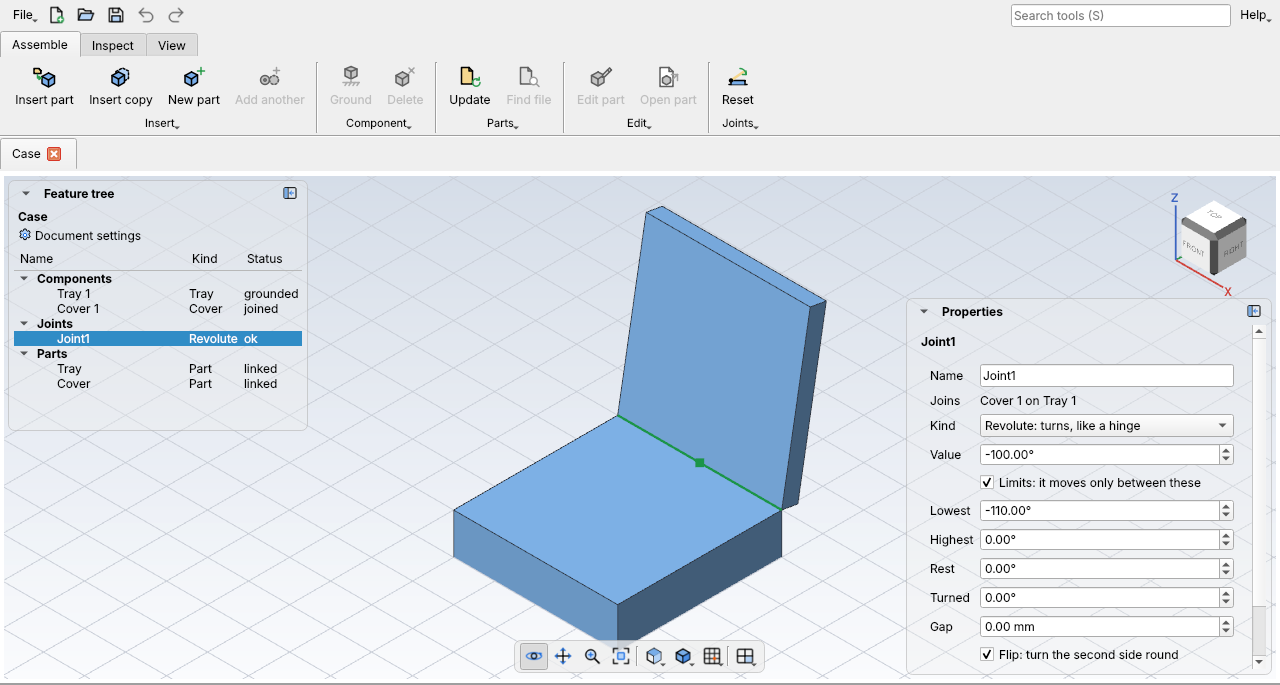 File
Search tools (S)
Help
Assemble
Inspect
View
Insert part
Insert copy
New part
Add another
Ground
Delete
Update
Find file
Edit part
Open part
Reset
Insert
Component
Parts
Edit
Joints
Case
Feature tree
Case
Document settings
Name Kind Status
Components
Tray 1 Tray grounded
Cover 1 Cover joined
Joints
Joint1 Revolute ok
Parts
Tray Part linked
Cover Part linked
Z
TOP
FRONT
RIGHT
X
Properties
Joint1
Name Joint1
Joins Cover 1 on Tray 1
Kind Revolute: turns, like a hinge
Value -100.00°
Limits: it moves only between these
Lowest -110.00°
Highest 0.00°
Rest 0.00°
Turned 0.00°
Gap 0.00 mm
Flip: turn the second side round